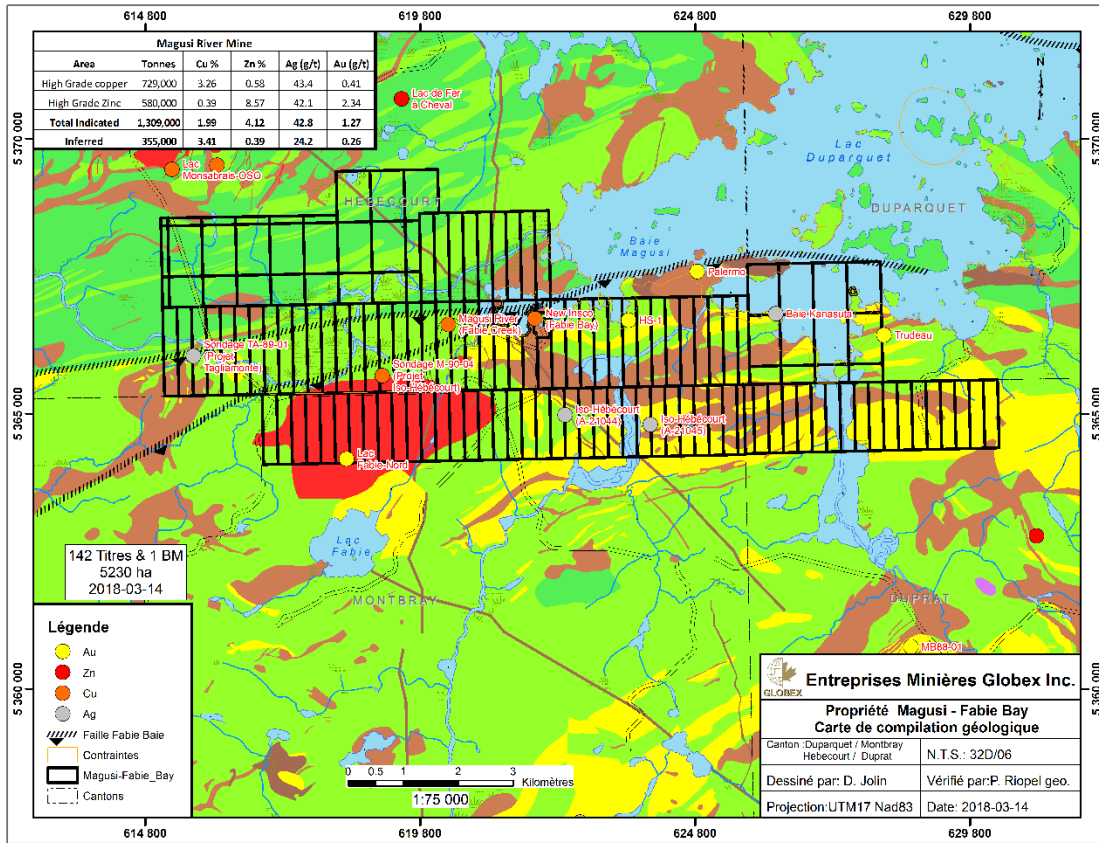 614 800 619 800 624 800 629 800
Magusi River Mine
Area Tonnes Cu % Zn % Ag (g/t) Au (g/t)
High Grade copper 729,000 3.26 0.58 43.4 0.41
High Grade Zinc 580,000 0.39 8.57 42.1 2.34
Total Indicated 1,309,000 1.99 4.12 42.8 1.27
Inferred 355,000 3.41 0.39 24.2 0.26
N
Lac de Fer
à Cheval
5 370 000 5 370 000
Lac
Monsabrais-OSO
Lac
Duparquet
HÉBECOURT
DUPARQUET
Baie
Magusi
Palermo
Magusi River
(Fabie Creek)
New Insco
(Fabie Bay)
HS-1
Baie Kanasuta
Trudeau
Sondage TA-89-01
(Projet
Tagliamonte)
Sondage M-90-04
(Projet
Iso-Hébécourt)
5 365 000 5 365 000
Iso-Hébécourt
(A-21044)
Iso-Hébécourt
(A-21045)
Lac
Fabie-Nord
Lac
Fabie
142 Titres & 1 BM
5230 ha
2018-03-14
MONTBRAY
DUPRAT
MB88-01
5 360 000 5 360 000
Légende
Au
Zn
Cu
Ag
Faille Fabie Baie
Contraintes
Magusi-Fabie_Bay
Cantons
0 0.5 1 2 3
Kilomètres
1:75 000
GLOBEX
Entreprises Minières Globex Inc.
Propriété Magusi - Fabie Bay
Carte de compilation géologique
Canton :Duparquet / Montbray
Hebecourt / Duprat
N.T.S.: 32D/06
Dessiné par: D. Jolin
Vérifié par:P. Riopel geo.
Projection:UTM17 Nad83
Date: 2018-03-14
614 800 619 800 624 800 629 800